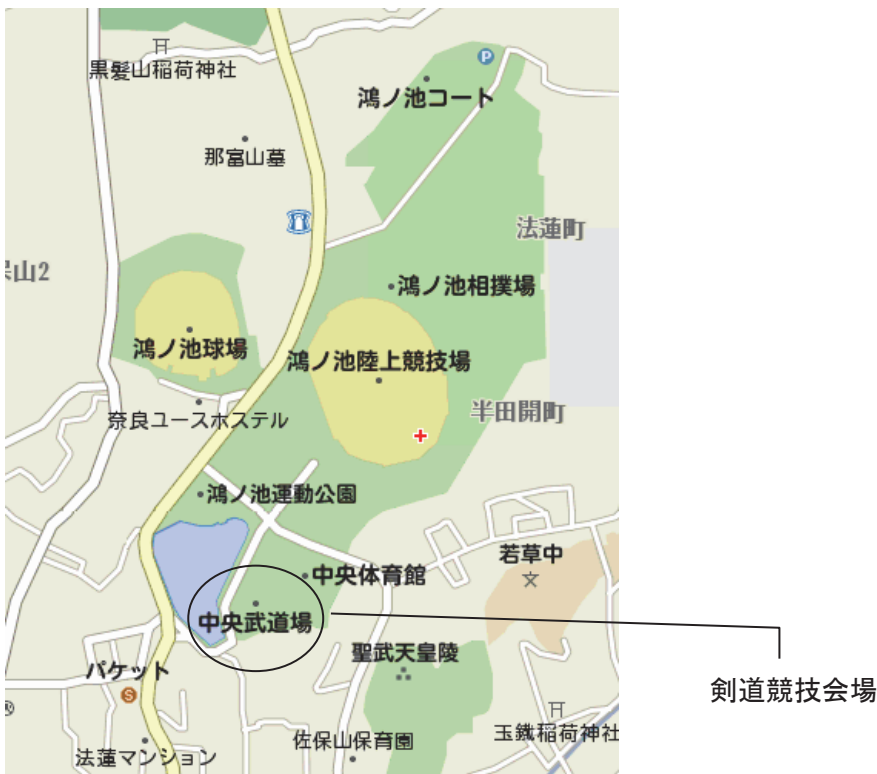 黒髪山稲荷神社
P
鴻ノ池コート
那富山墓
法蓮町
山2
鴻ノ池相撲場
鴻ノ池球場
鴻ノ池陸上競技場
奈良ユースホステル
半田開町
鴻ノ池運動公園
若草中
文
中央体育館
中央武道場
聖武天皇陵
パケット
S
剣道競技会場
佐保山保育園
玉鐵稲荷神社
法蓮マンション